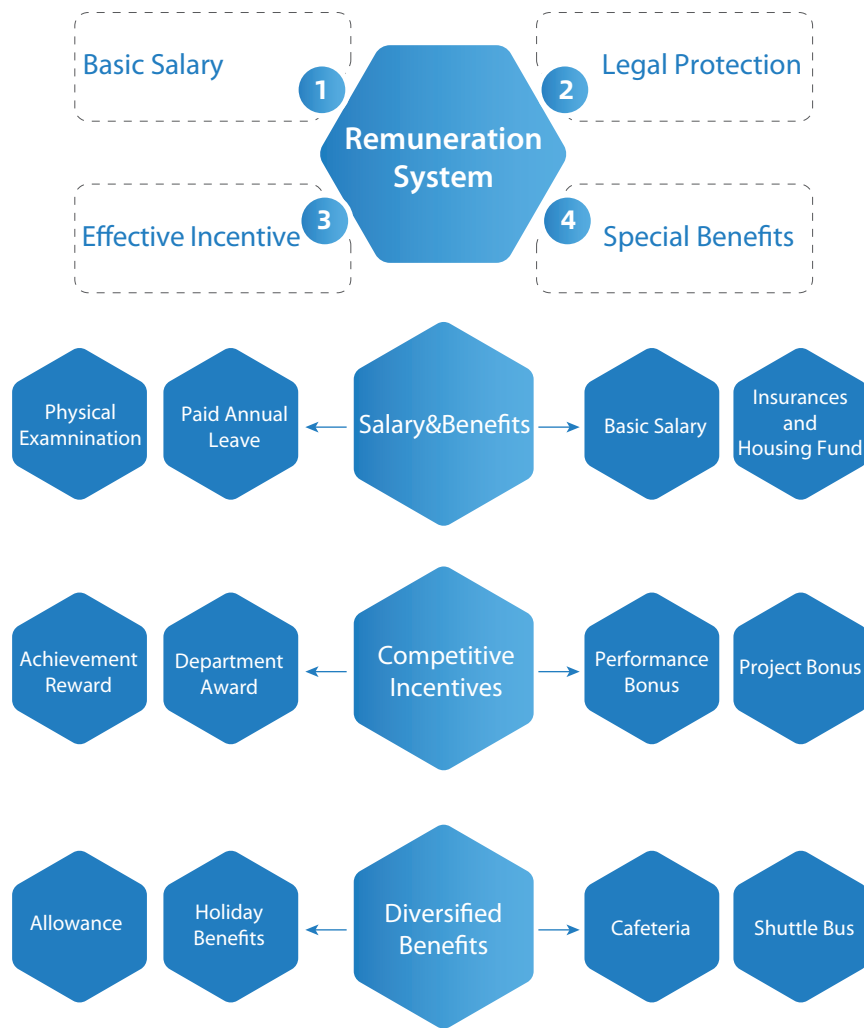 Basic Salary
1
2
Legal Protection
Remuneration
System
Effective Incentive
3
4
Special Benefits
Physical
Examnination
Paid Annual
Leave
Salary&Benefits
Basic Salary
Insurances
and
Housing Fund
Achievement
Reward
Department
Award
Competitive
Incentives
Performance
Bonus
Project Bonus
Allowance
Holiday
Benefits
Diversified
Benefits
Cafeteria
Shuttle Bus